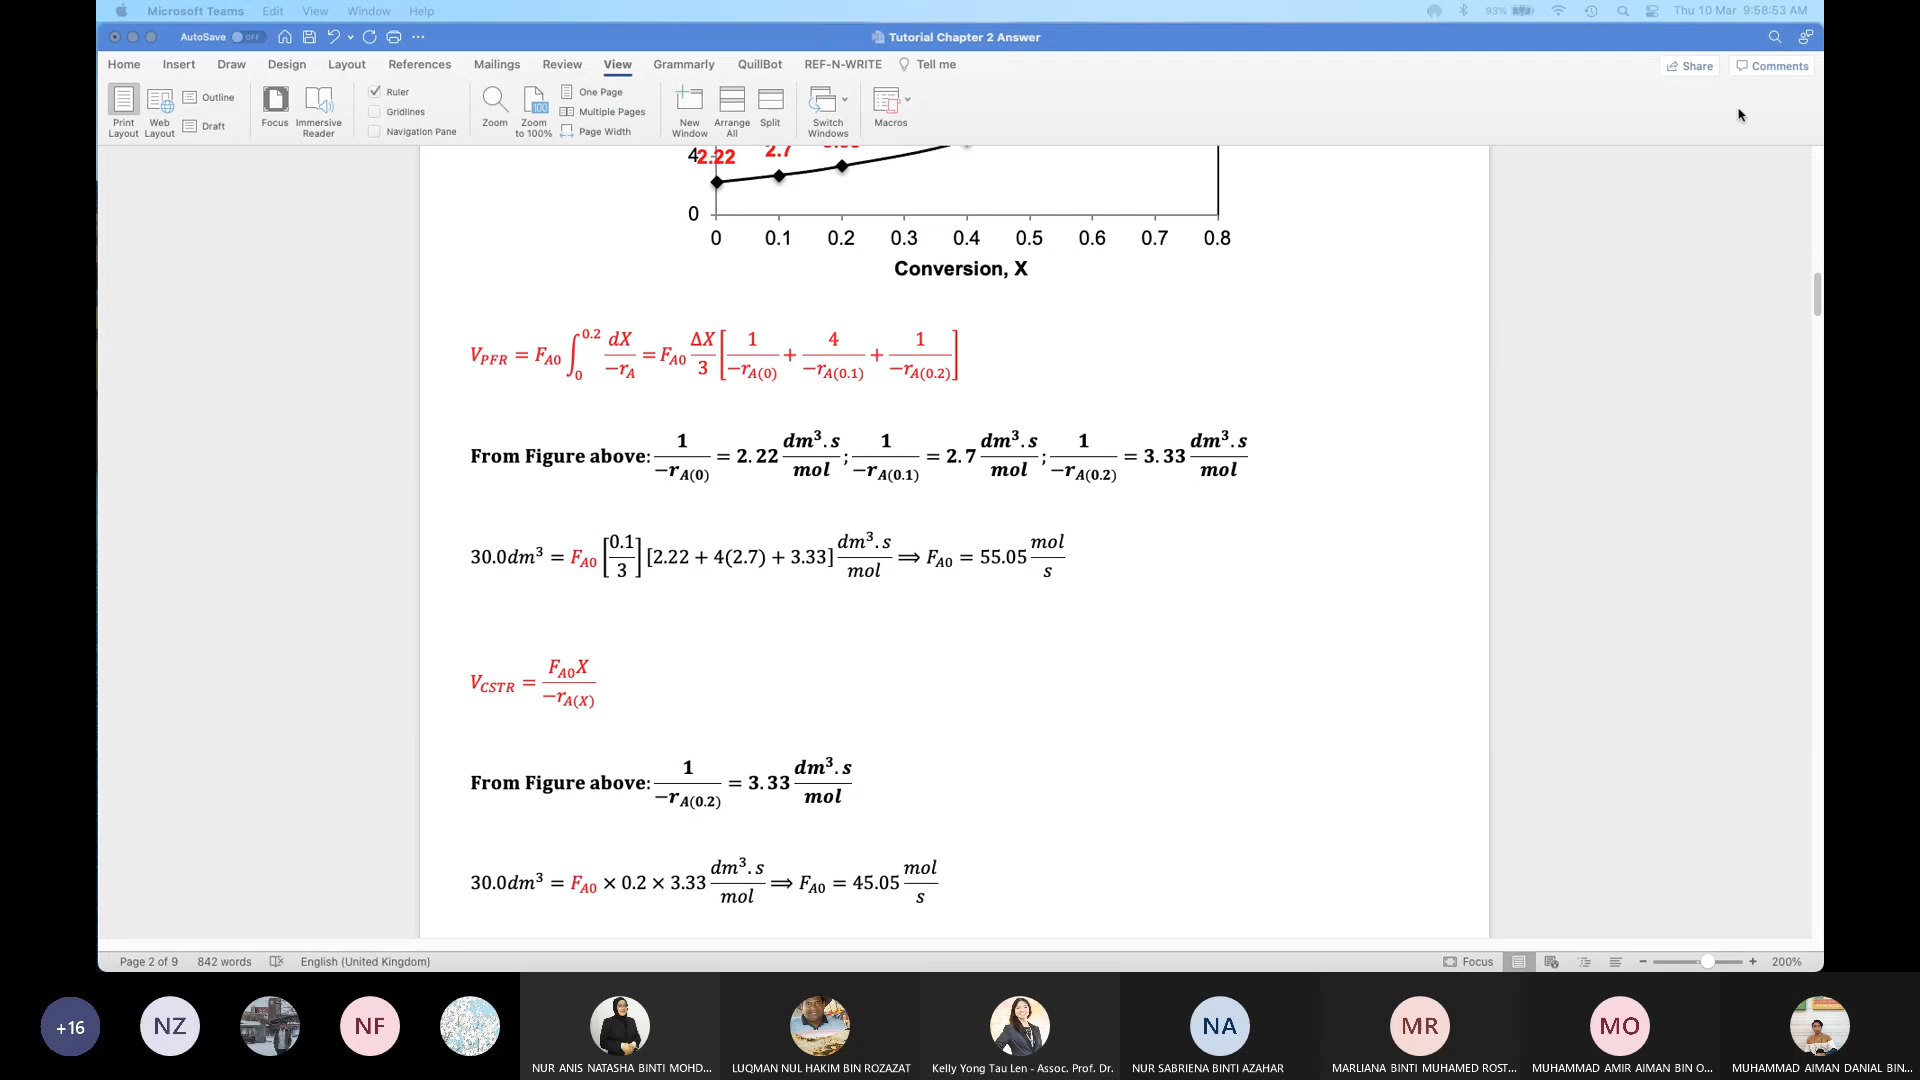 Microsoft Teams Edit View Window Help 93% Thu 10 Mar 9:58:53 AM
AutoSave OFF Tutorial Chapter 2 Answer
Home Insert Draw Design Layout References Mailings Review View Grammarly QuillBot REF-N-WRITE Tell me Share Comments
Print Layout Web Layout Outline Draft Focus Immersive Reader Ruler Gridlines Navigation Pane Zoom 100 Zoom to 100% One Page Multiple Pages Page Width New Window Arrange All Split Switch Windows Macros
4 2.22 2.7
0
0 0.1 0.2 0.3 0.4 0.5 0.6 0.7 0.8
Conversion, X
V_PFR = F_A0 ∫_0^0.2 dX/−r_A = F_A0 ΔX/3 [1/−r_A(0) + 4/−r_A(0.1) + 1/−r_A(0.2)]
From Figure above: 1/−r_A(0) = 2.22 dm³.s/mol ; 1/−r_A(0.1) = 2.7 dm³.s/mol ; 1/−r_A(0.2) = 3.33 dm³.s/mol
30.0dm³ = F_A0 [0.1/3] [2.22 + 4(2.7) + 3.33] dm³.s/mol ⟹ F_A0 = 55.05 mol/s
V_CSTR = F_A0 X/−r_A(X)
From Figure above: 1/−r_A(0.2) = 3.33 dm³.s/mol
30.0dm³ = F_A0 × 0.2 × 3.33 dm³.s/mol ⟹ F_A0 = 45.05 mol/s
Page 2 of 9 842 words English (United Kingdom) Focus 200%
+16 NZ NF NA MR MO
NUR ANIS NATASHA BINTI MOHD... LUQMAN NUL HAKIM BIN ROZAZAT Kelly Yong Tau Len - Assoc. Prof. Dr. NUR SABRIENA BINTI AZAHAR MARLIANA BINTI MUHAMED ROST... MUHAMMAD AMIR AIMAN BIN O... MUHAMMAD AIMAN DANIAL BIN...